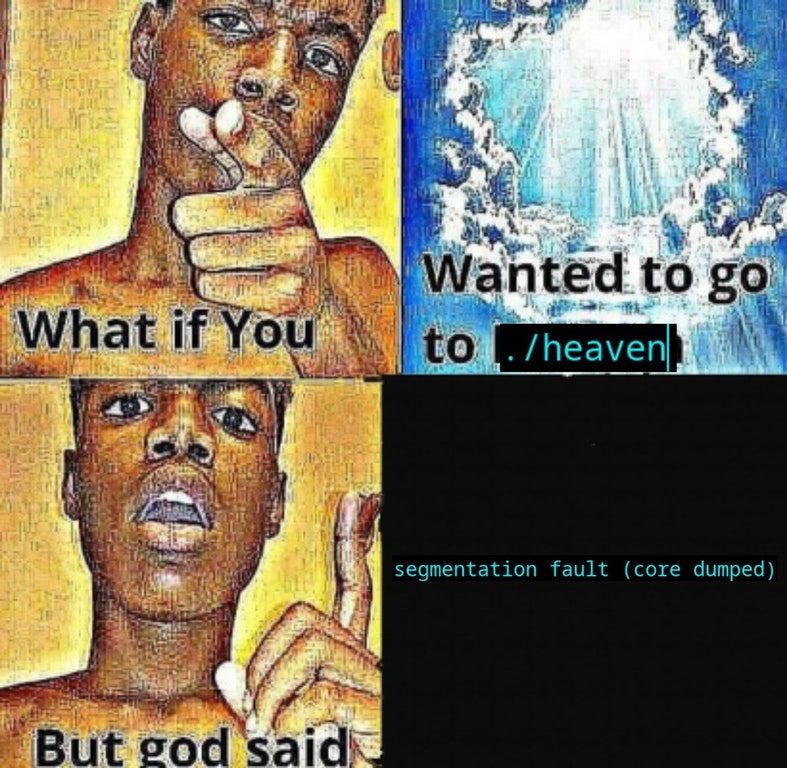 What if You
Wanted to go
to ./heaven
But god said
segmentation fault (core dumped)